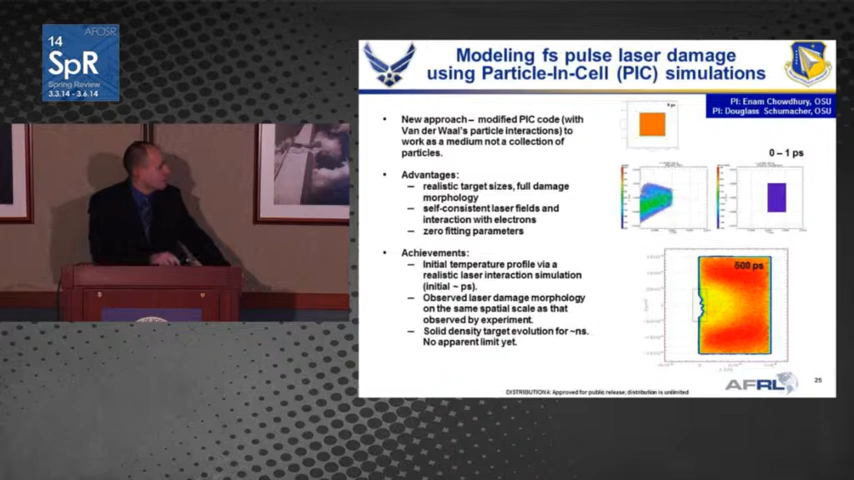 AFOSR
14
SpR
Spring Review
3.3.14 - 3.6.14
Modeling fs pulse laser damage
using Particle-In-Cell (PIC) simulations
PI: Enam Chowdhury, OSU
PI: Douglass Schumacher, OSU
• New approach – modified PIC code (with
Van der Waal's particle interactions) to
work as a medium not a collection of
particles.
• Advantages:
– realistic target sizes, full damage
morphology
– self-consistent laser fields and
interaction with electrons
– zero fitting parameters
• Achievements:
– Initial temperature profile via a
realistic laser interaction simulation
(initial ~ ps).
– Observed laser damage morphology
on the same spatial scale as that
observed by experiment.
– Solid density target evolution for ~ns.
No apparent limit yet.
0 – 1 ps
600 ps
AFRL
25
DISTRIBUTION A: Approved for public release; distribution is unlimited